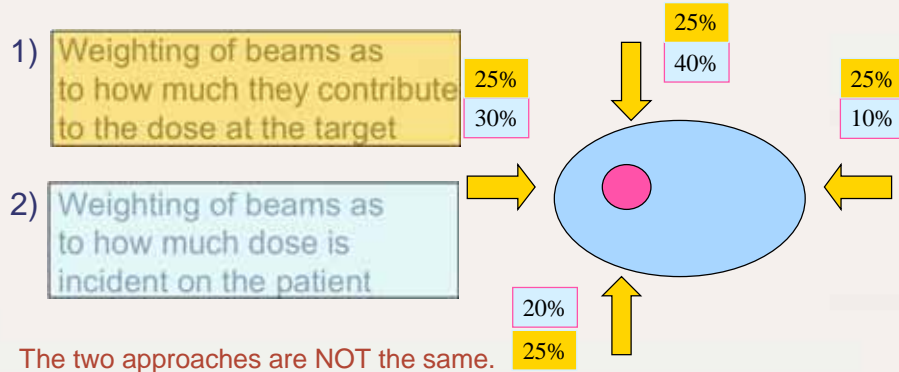 1) Weighting of beams as
to how much they contribute
to the dose at the target
2) Weighting of beams as
to how much dose is
incident on the patient
25%
40%
25%
30%
25%
10%
20%
25%
The two approaches are NOT the same.